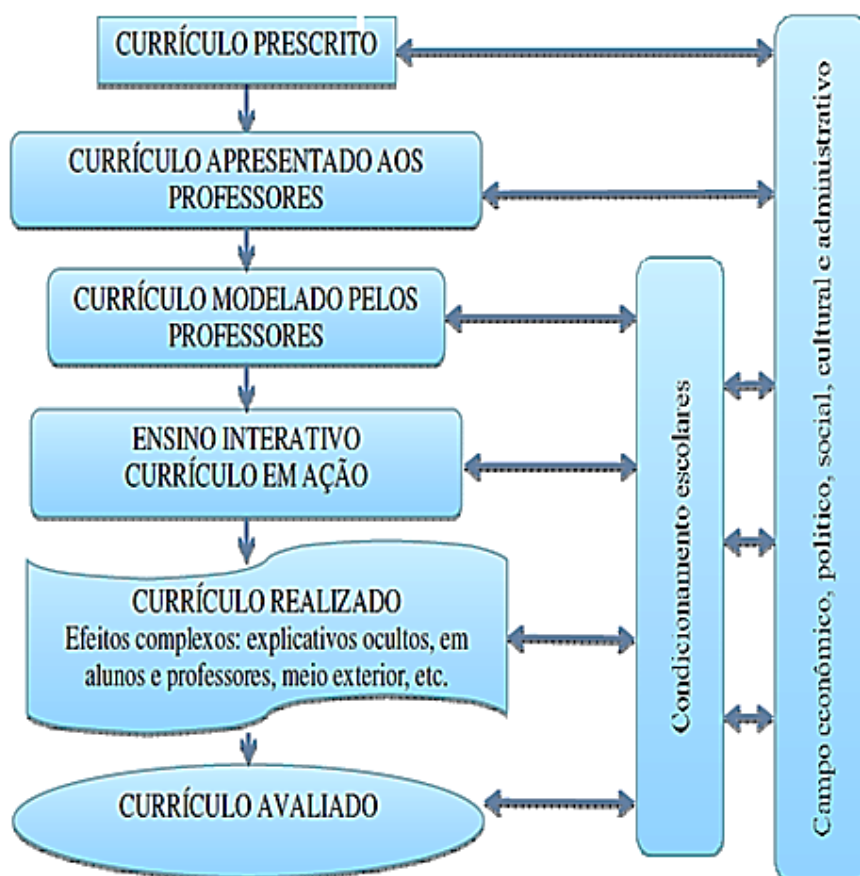 CURRÍCULO PRESCRITO
CURRÍCULO APRESENTADO AOS
PROFESSORES
CURRÍCULO MODELADO PELOS
PROFESSORES
ENSINO INTERATIVO
CURRÍCULO EM AÇÃO
CURRÍCULO REALIZADO
Efeitos complexos: explicativos ocultos, em
alunos e professores, meio exterior, etc.
CURRÍCULO AVALIADO
Condicionamento escolares
Campo econômico, político, social, cultural e administrativo